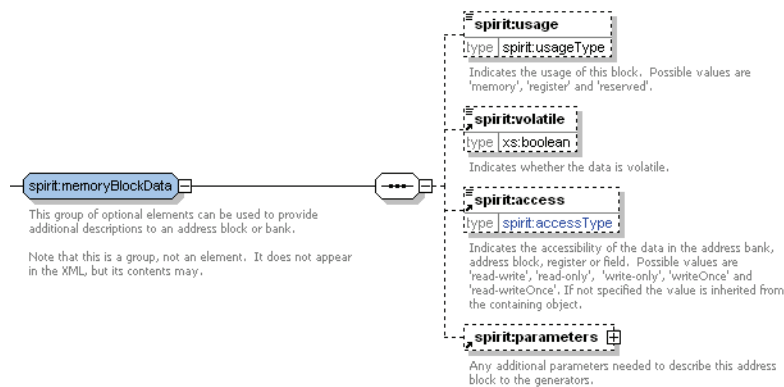 spirit:usage
type spirit:usageType
Indicates the usage of this block. Possible values are
'memory', 'register' and 'reserved'.
spirit:volatile
type xs:boolean
Indicates whether the data is volatile.
spirit:memoryBlockData
This group of optional elements can be used to provide
additional descriptions to an address block or bank.
Note that this is a group, not an element. It does not appear
in the XML, but its contents may.
spirit:access
type spirit:accessType
Indicates the accessibility of the data in the address bank,
address block, register or field. Possible values are
'read-write', 'read-only', 'write-only', 'writeOnce' and
'read-writeOnce'. If not specified the value is inherited from
the containing object.
spirit:parameters
Any additional parameters needed to describe this address
block to the generators.